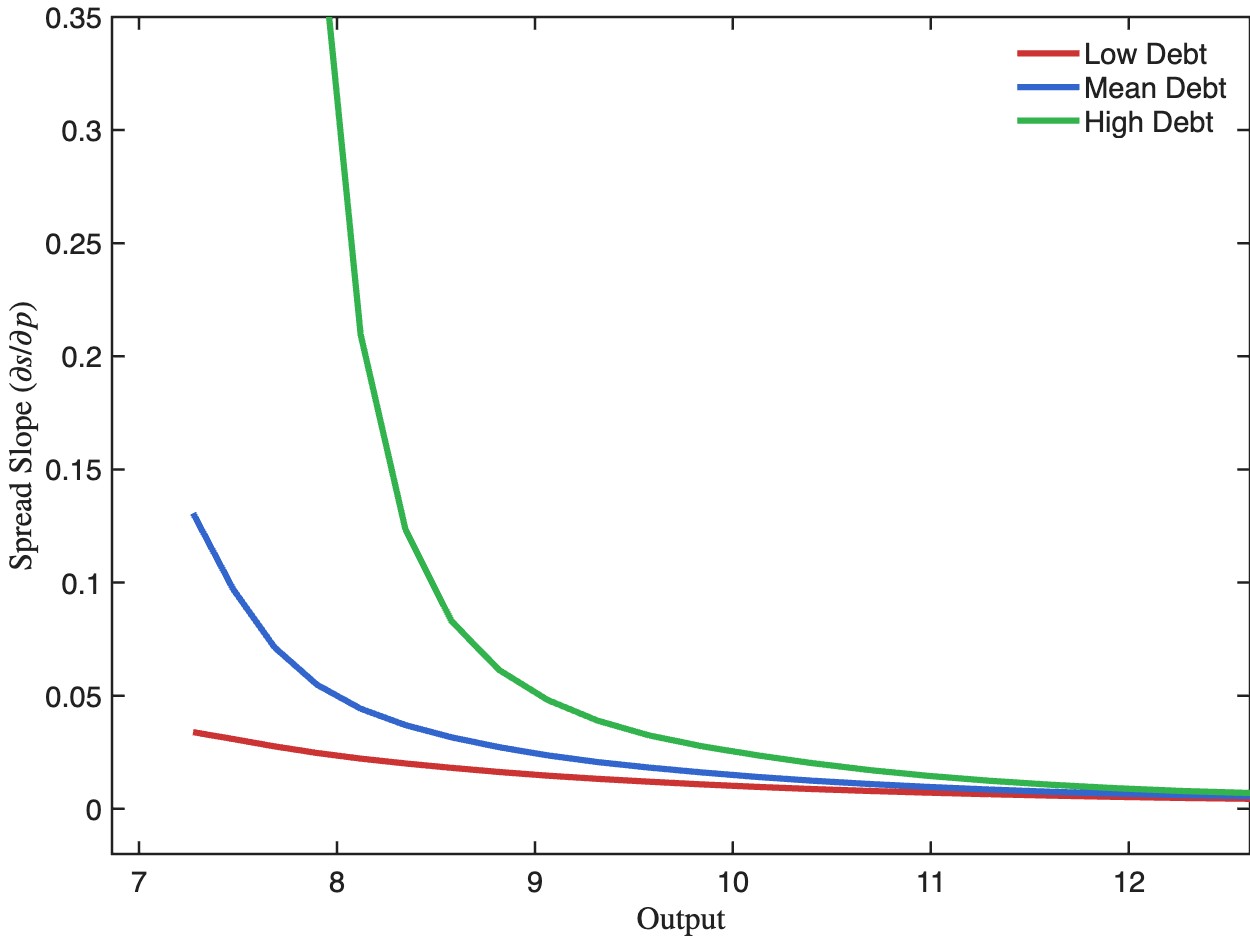 0.35
0.3
0.25
0.2
0.15
0.1
0.05
0
Spread Slope (∂s/∂p)
Low Debt
Mean Debt
High Debt
7 8 9 10 11 12
Output